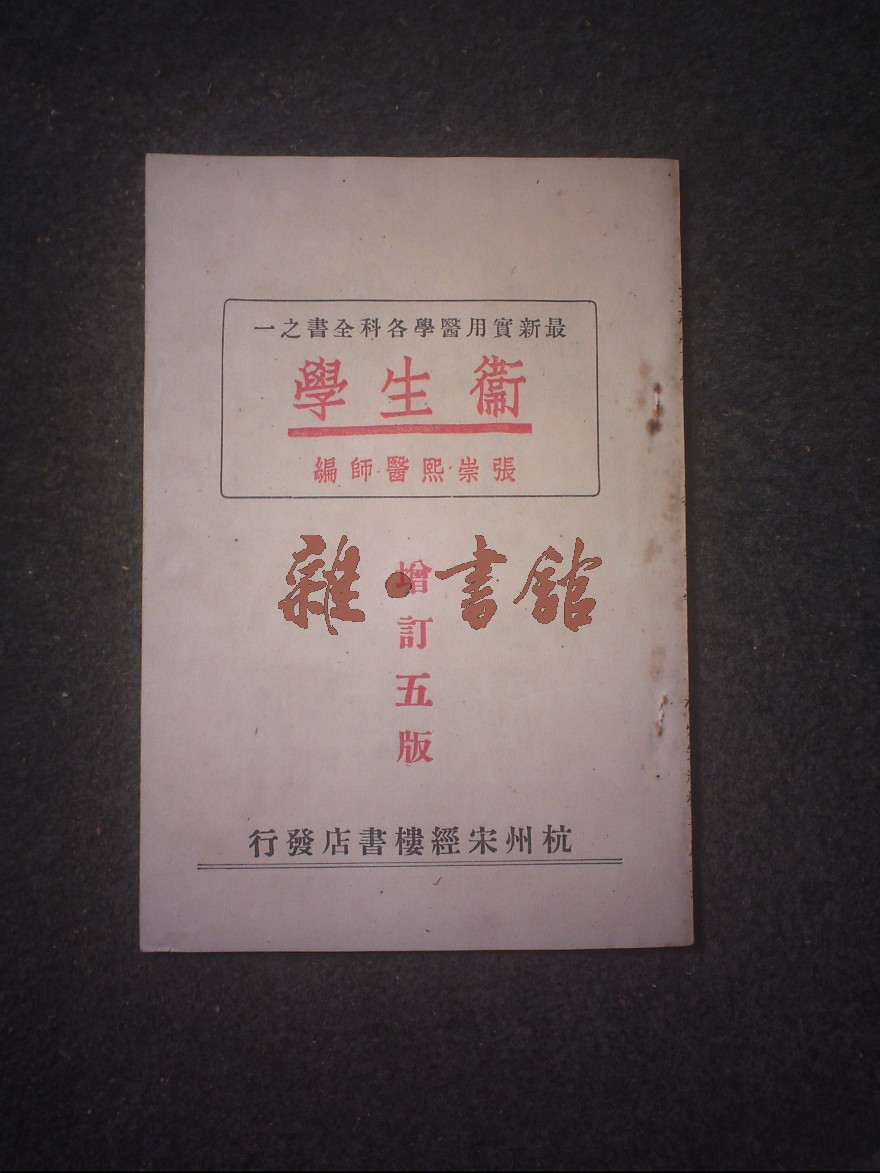 最新實用醫學各科全書之一
衞生學
張崇熙醫師編
雜·書館
增訂五版
杭州宋經樓書店發行